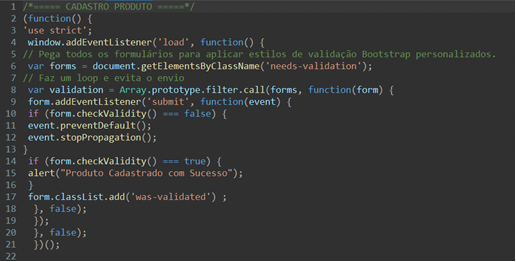 1 /*===== CADASTRO PRODUTO =====*/
2 (function() {
3 'use strict';
4 window.addEventListener('load', function() {
5 // Pega todos os formulários para aplicar estilos de validação Bootstrap personalizados.
6 var forms = document.getElementsByClassName('needs-validation');
7 // Faz um loop e evita o envio
8 var validation = Array.prototype.filter.call(forms, function(form) {
9 form.addEventListener('submit', function(event) {
10 if (form.checkValidity() === false) {
11 event.preventDefault();
12 event.stopPropagation();
13 }
14 if (form.checkValidity() === true) {
15 alert("Produto Cadastrado com Sucesso");
16 }
17 form.classList.add('was-validated') ;
18 }, false);
19 });
20 }, false);
21 })();
22